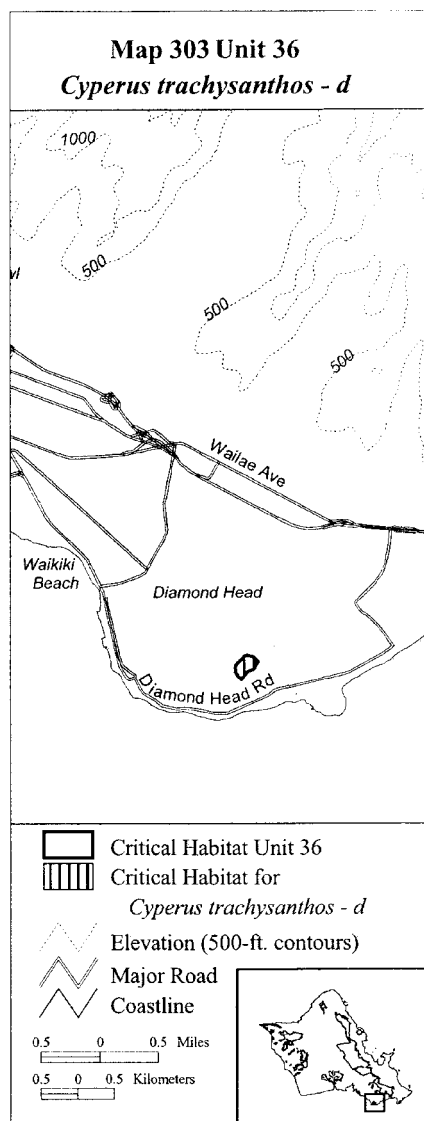 Map 303 Unit 36
Cyperus trachysanthos - d
1000
500
wl
500
500
Wailae Ave
Waikiki
Beach
Diamond Head
Diamond Head Rd
Critical Habitat Unit 36
Critical Habitat for
Cyperus trachysanthos - d
Elevation (500-ft. contours)
Major Road
Coastline
0.5 0 0.5 Miles
0.5 0 0.5 Kilometers